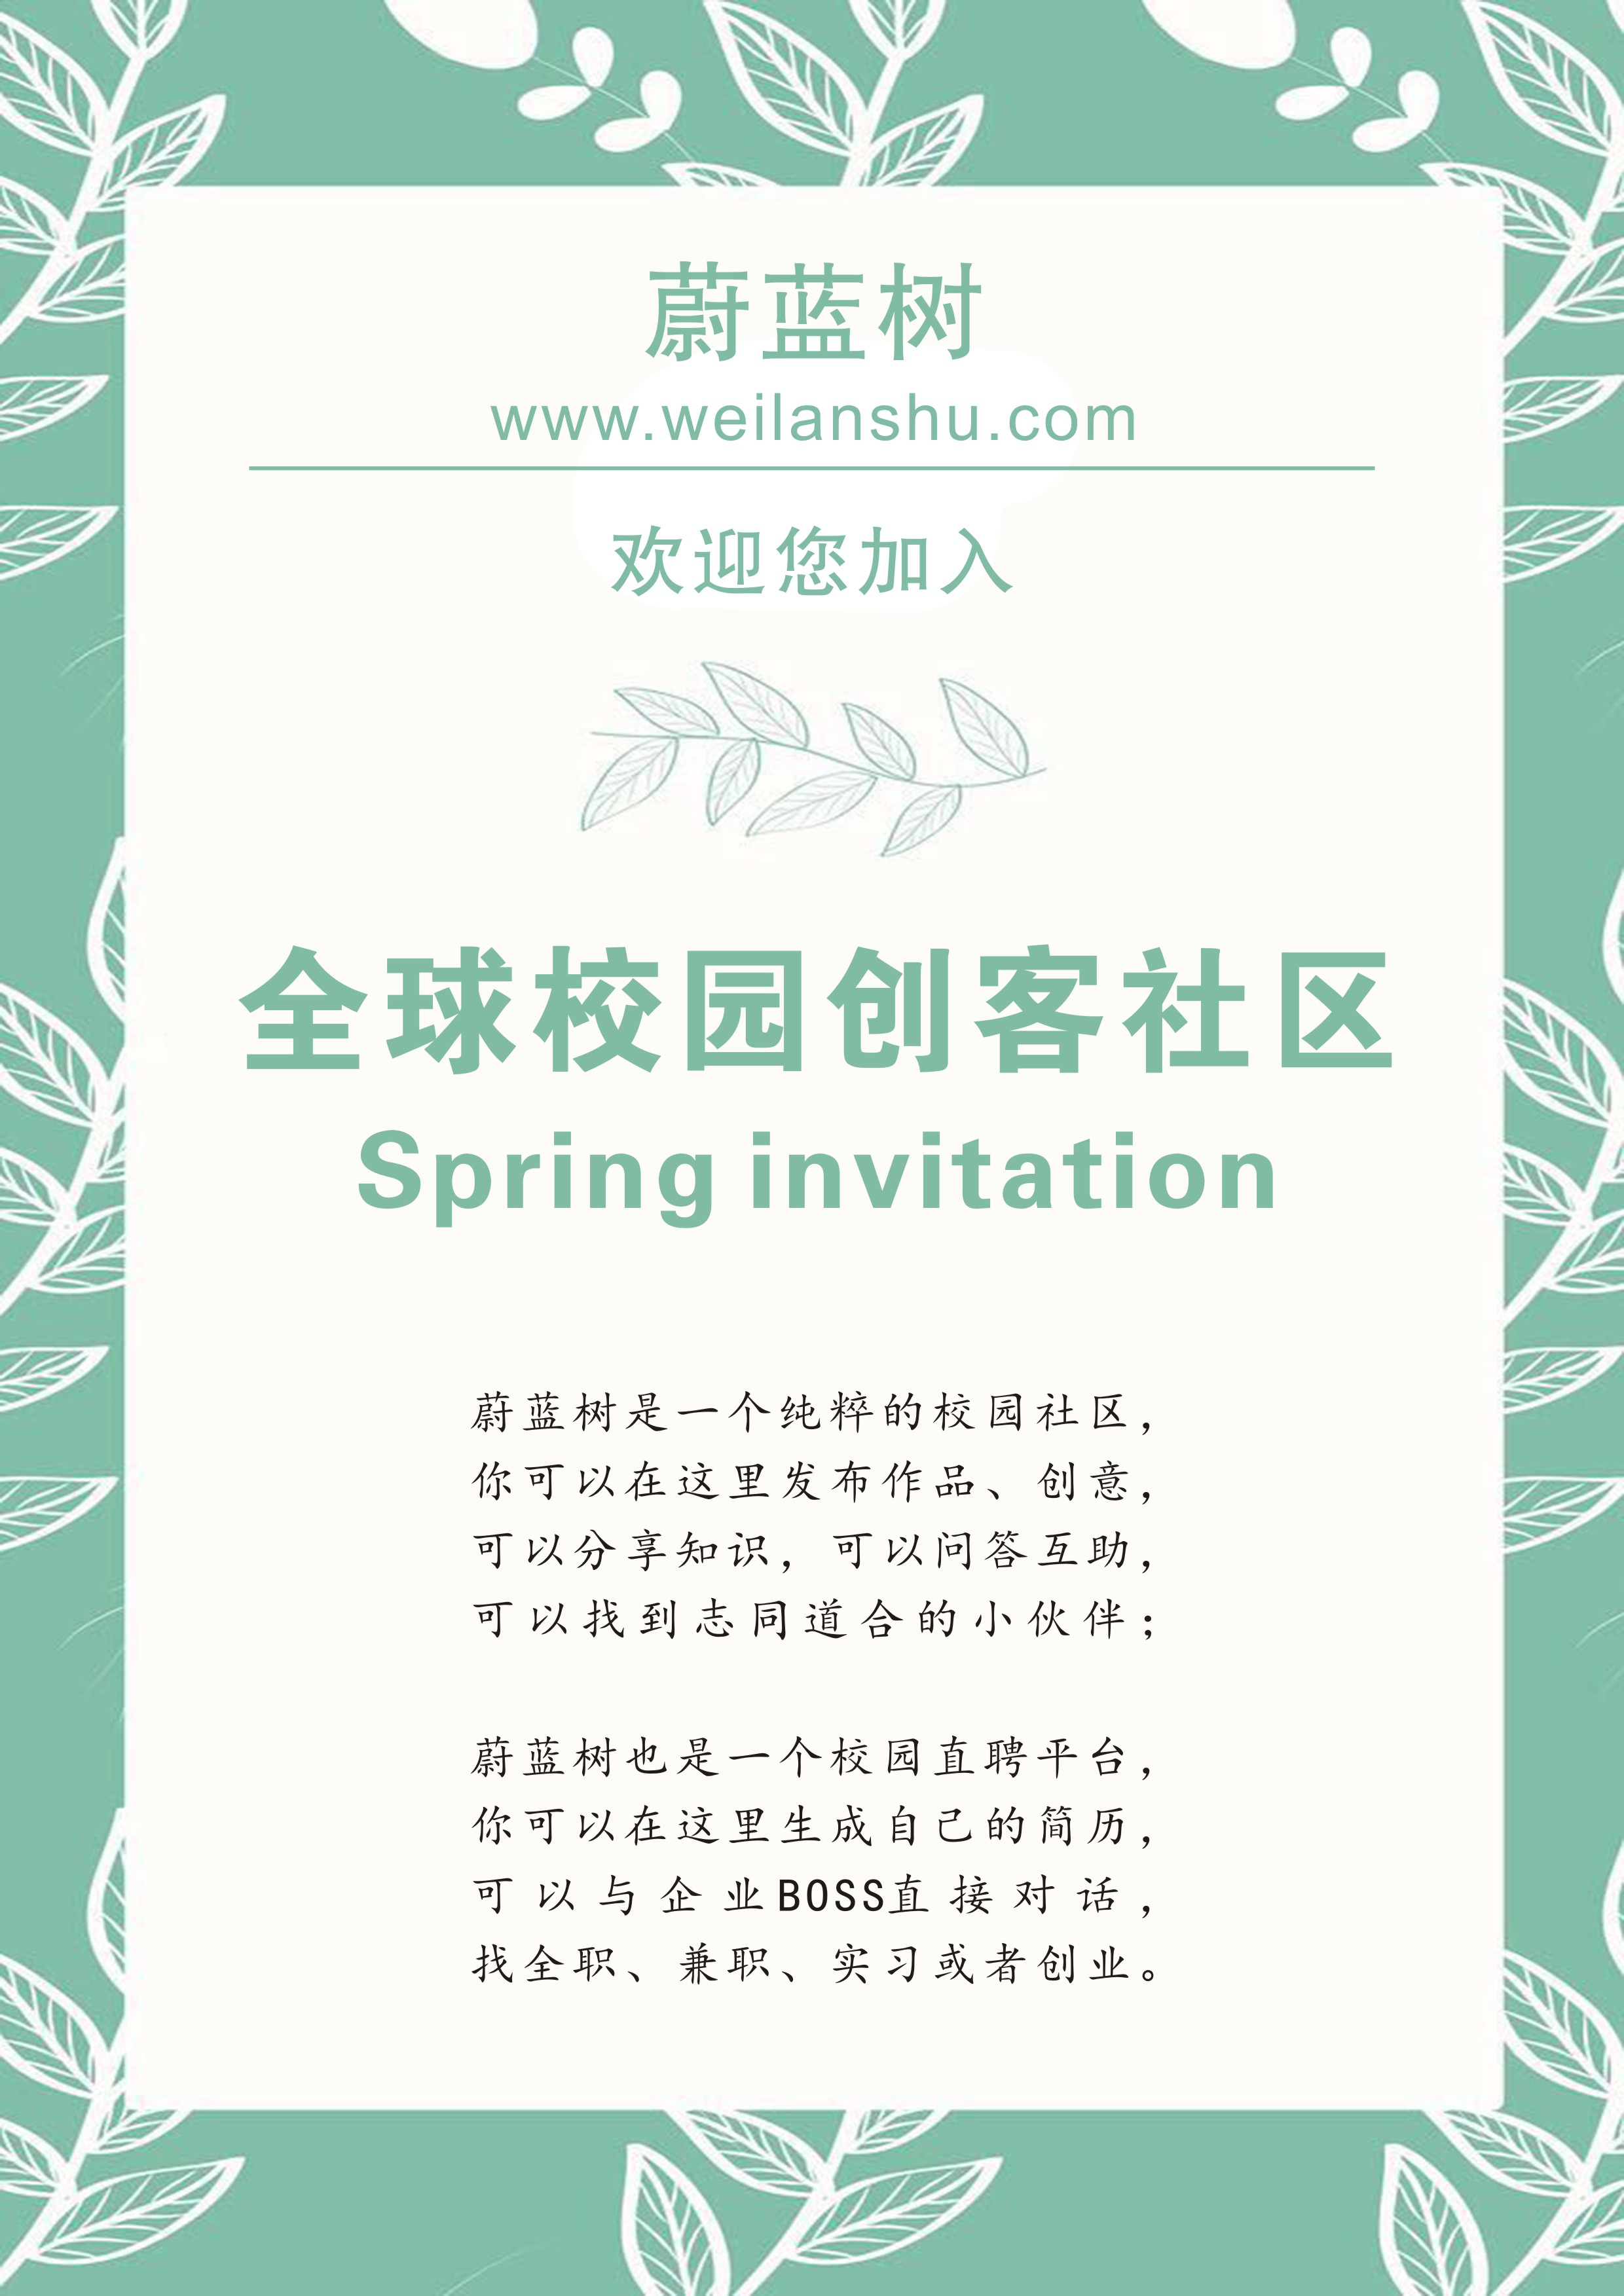 蔚蓝树
www.weilanshu.com
欢迎您加入
全球校园创客社区
Spring invitation
蔚蓝树是一个纯粹的校园社区，
你可以在这里发布作品、创意，
可以分享知识，可以问答互助，
可以找到志同道合的小伙伴；
蔚蓝树也是一个校园直聘平台，
你可以在这里生成自己的简历，
可以与企业BOSS直接对话，
找全职、兼职、实习或者创业。